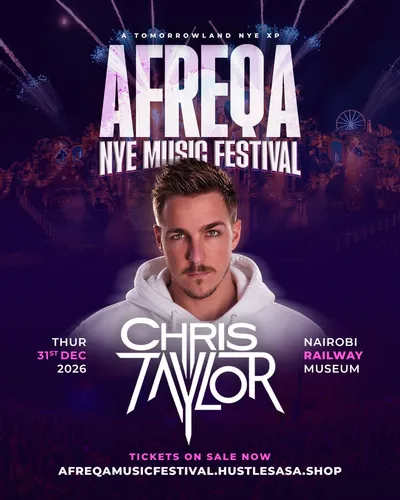 A TOMORROWLAND NYE XP
AFREQA
NYE MUSIC FESTIVAL
CHRIS
TAYLOR
THUR
31ST DEC
2026
NAIROBI
RAILWAY
MUSEUM
TICKETS ON SALE NOW
AFREQAMUSICFESTIVAL.HUSTLESASA.SHOP